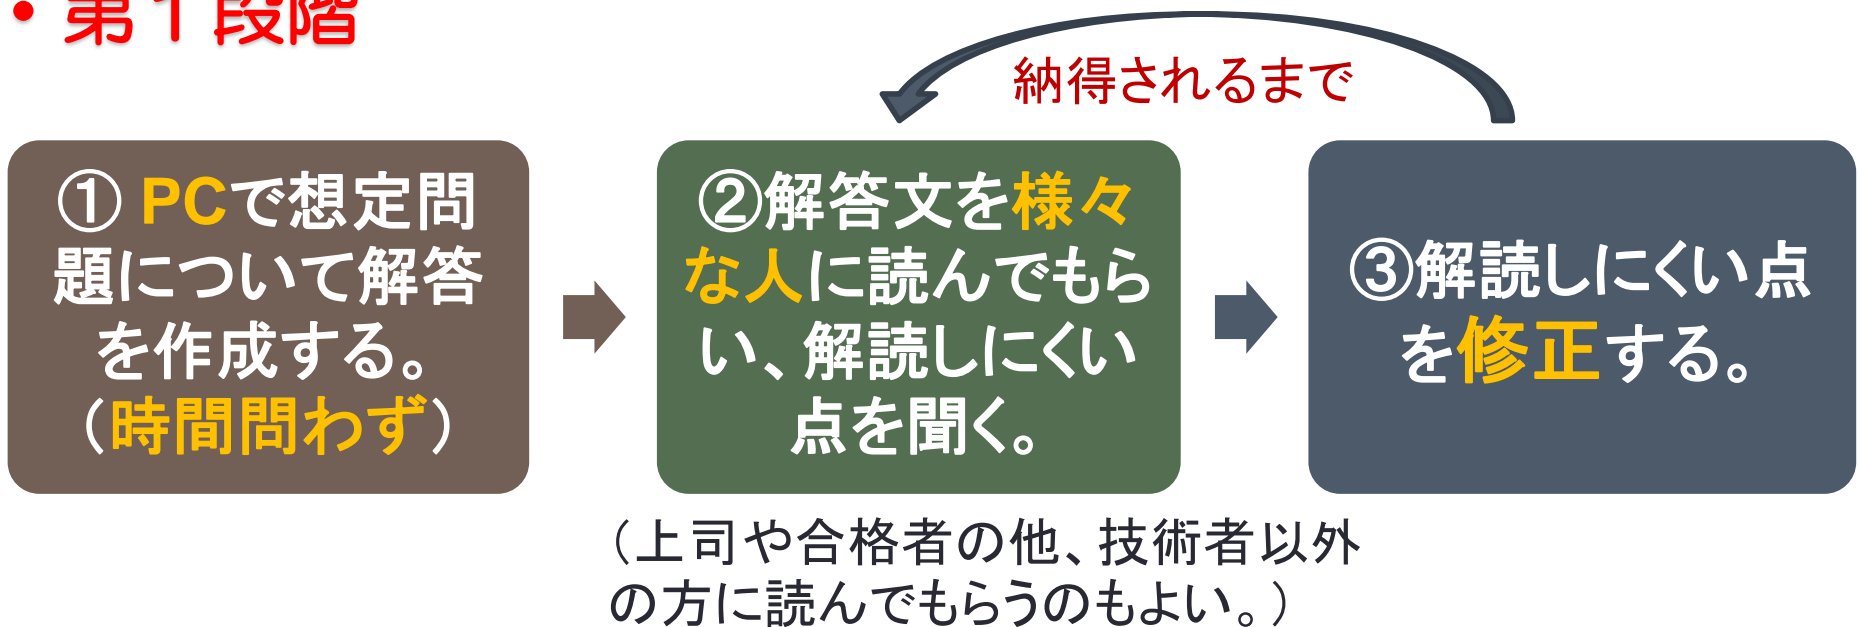 ・第１段階
納得されるまで
① PCで想定問
題について解答
を作成する。
（時間問わず）
②解答文を様々
な人に読んでもら
い、解読しにくい
点を聞く。
③解読しにくい点
を修正する。
（上司や合格者の他、技術者以外
の方に読んでもらうのもよい。）